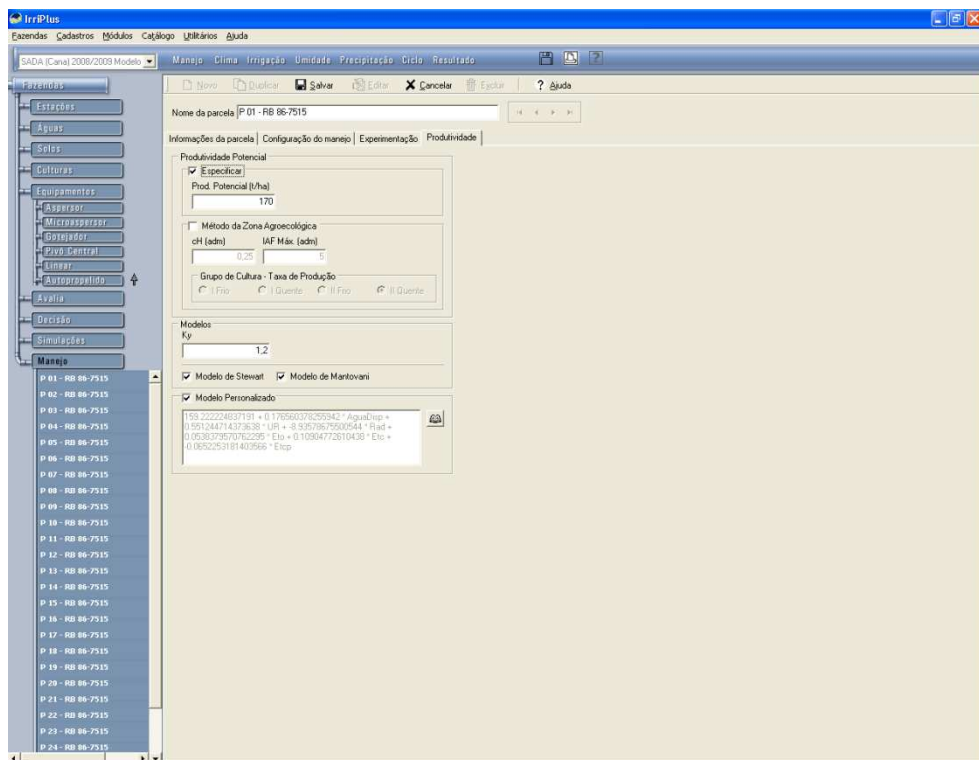 IrriPlus
Fazendas Cadastros Módulos Catálogo Utilitários Ajuda
SADA (Cana) 2008/2009 Modelo
Manejo Clima Irrigação Umidade Precipitação Ciclo Resultado
Fazendas
Estações
Águas
Solos
Culturas
Equipamentos
Aspersor
Microaspersor
Gotejador
Pivô Central
Linear
Autopropelido
Avalia
Decisão
Simulações
Manejo
P 01 - RB 86-7515
P 02 - RB 86-7515
P 03 - RB 86-7515
P 04 - RB 86-7515
P 05 - RB 86-7515
P 06 - RB 86-7515
P 07 - RB 86-7515
P 08 - RB 86-7515
P 09 - RB 86-7515
P 10 - RB 86-7515
P 11 - RB 86-7515
P 12 - RB 86-7515
P 13 - RB 86-7515
P 14 - RB 86-7515
P 15 - RB 86-7515
P 16 - RB 86-7515
P 17 - RB 86-7515
P 18 - RB 86-7515
P 19 - RB 86-7515
P 20 - RB 86-7515
P 21 - RB 86-7515
P 22 - RB 86-7515
P 23 - RB 86-7515
P 24 - RB 86-7515
Novo Duplicar Salvar Editar Cancelar Excluir ? Ajuda
Nome da parcela P 01 - RB 86-7515
Informações da parcela Configuração do manejo Experimentação Produtividade
Produtividade Potencial
Especificar
Prod. Potencial (t/ha)
170
Método da Zona Agroecológica
cH (adm) IAF Máx. (adm)
0,25 5
Grupo de Cultura - Taxa de Produção
I Frio I Quente II Frio II Quente
Modelos
Ky
1,2
Modelo de Stewart Modelo de Mantovani
Modelo Personalizado
159.222224837191 + 0.176560378255942 * AguaDisp +
0.551244714373638 * UR + -8.93578675500544 * Rad +
0.0538379570762295 * Eto + 0.10904772610438 * Etc +
-0.0652253181403566 * Etcp